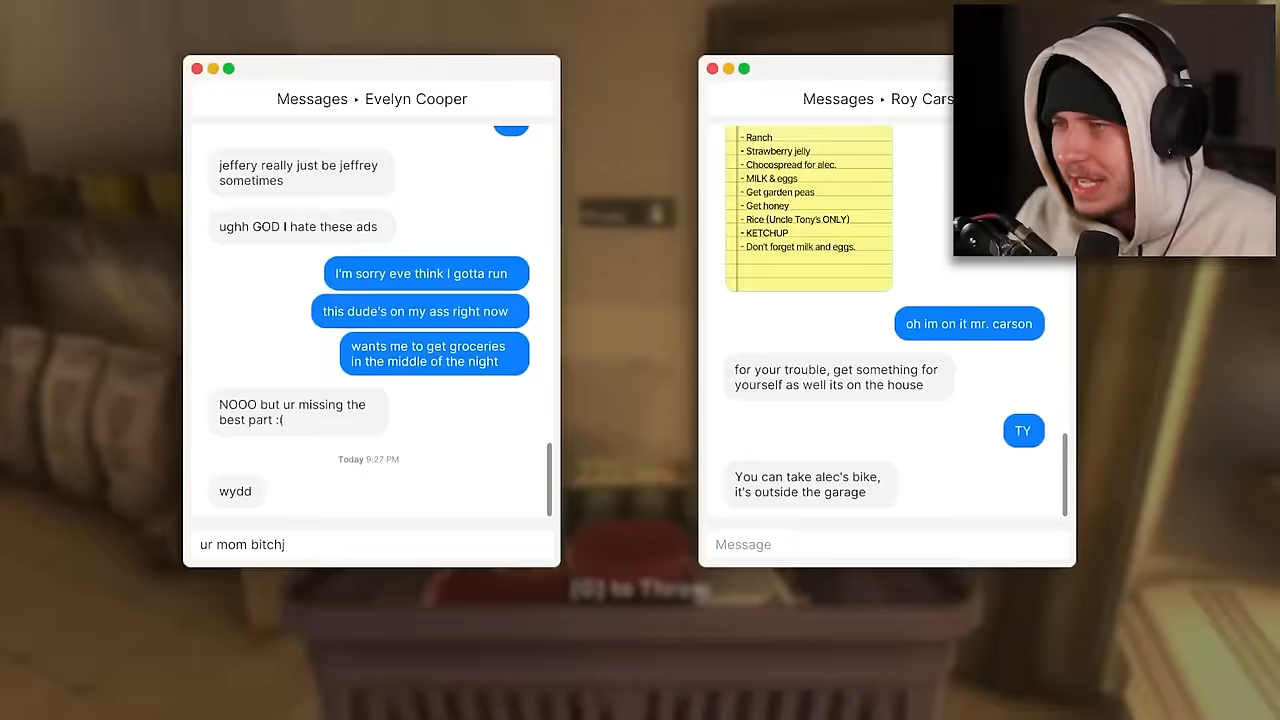 Messages ▸ Evelyn Cooper
jeffery really just be jeffrey
sometimes
ughh GOD I hate these ads
I'm sorry eve think I gotta run
this dude's on my ass right now
wants me to get groceries
in the middle of the night
NOOO but ur missing the
best part :(
Today 9:27 PM
wydd
ur mom bitchj
Messages ▸ Roy Cars
- Ranch
- Strawberry jelly
- Chocospread for alec.
- MILK & eggs
- Get garden peas
- Get honey
- Rice (Uncle Tony's ONLY)
- KETCHUP
- Don't forget milk and eggs.
oh im on it mr. carson
for your trouble, get something for
yourself as well its on the house
TY
You can take alec's bike,
it's outside the garage
Message
[G] to Throw